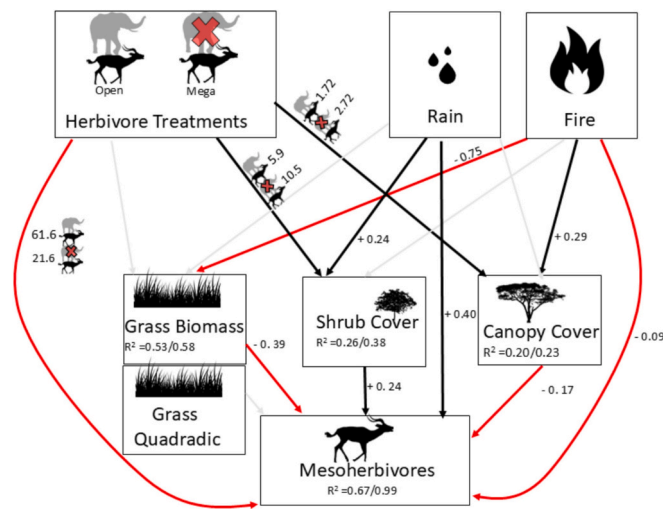 Open
Mega
Herbivore Treatments
Rain
Fire
1.72
2.72
5.9
10.5
- 0.75
61.6
21.6
+ 0.24
+ 0.29
Grass Biomass
R² =0.53/0.58
Shrub Cover
R² =0.26/0.38
Canopy Cover
R² =0.20/0.23
+ 0.40
- 0.09
- 0. 39
+ 0. 24
- 0. 17
Grass
Quadradic
Mesoherbivores
R² =0.67/0.99